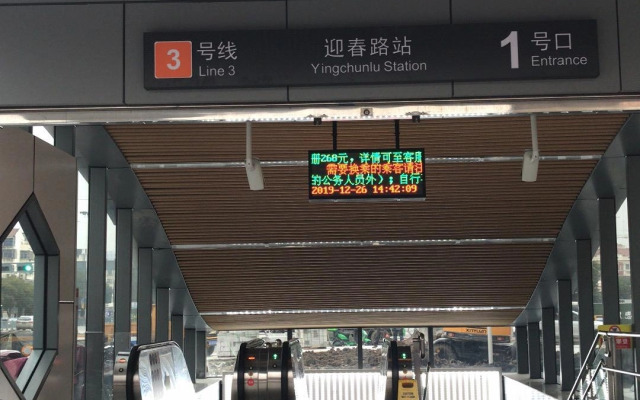 3 号线 Line 3
迎春路站
Yingchunlu Station
1 号口 Entrance
册268元，详情可至客
需要换乘的乘客请
的公务人员外）；自行
2019-12-26 14:42:09